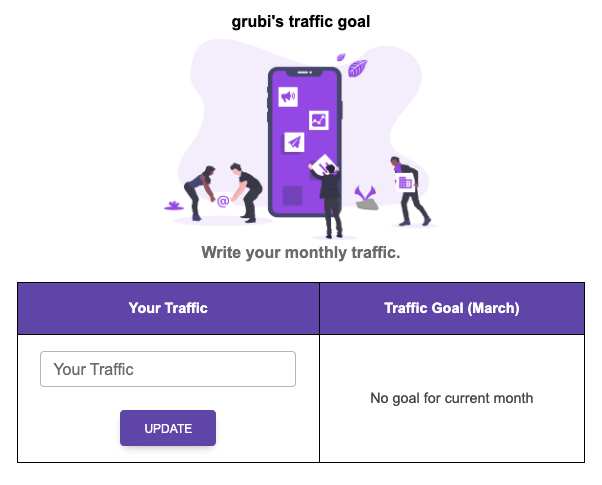 grubi's traffic goal
@
Write your monthly traffic.
Your Traffic
Traffic Goal (March)
Your Traffic
No goal for current month
UPDATE